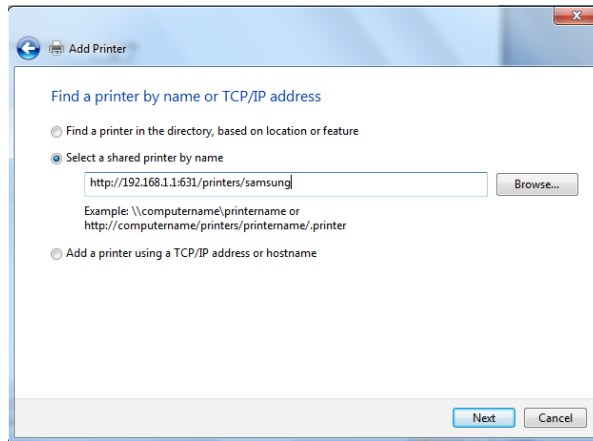 Add Printer
Find a printer by name or TCP/IP address
Find a printer in the directory, based on location or feature
Select a shared printer by name
http://192.168.1.1:631/printers/samsung
Browse...
Example: \\computername\printername or
http://computername/printers/printername/.printer
Add a printer using a TCP/IP address or hostname
Next
Cancel